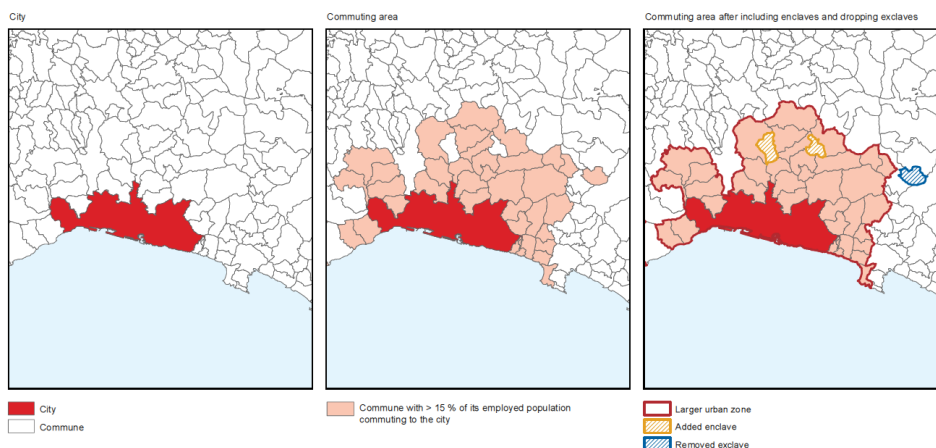 City
Commuting area
Commuting area after including enclaves and dropping exclaves
City
Commune
Commune with > 15 % of its employed population
commuting to the city
Larger urban zone
Added enclave
Removed exclave